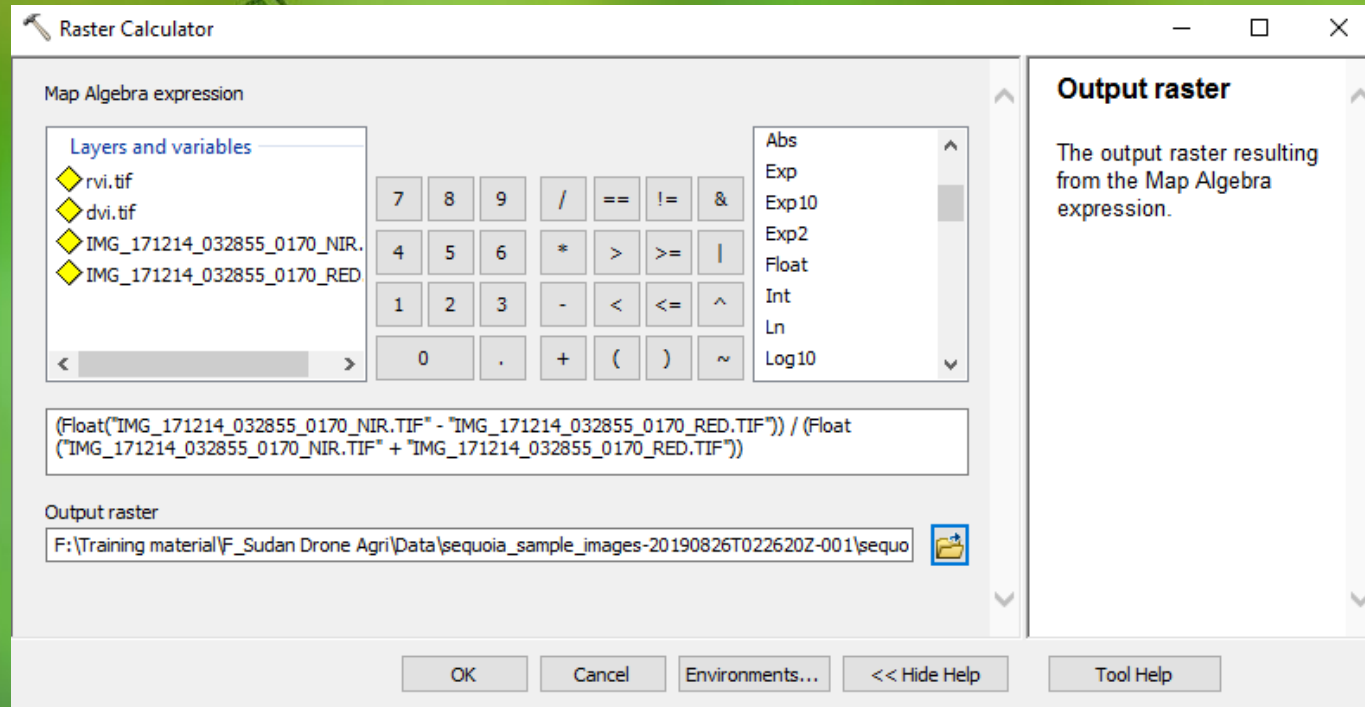 Raster Calculator
Map Algebra expression
Layers and variables
rvi.tif
dvi.tif
IMG_171214_032855_0170_NIR.
IMG_171214_032855_0170_RED
7 8 9 / == != &
4 5 6 * > >= |
1 2 3 - < <= ^
0 . + ( ) ~
Abs
Exp
Exp10
Exp2
Float
Int
Ln
Log10
(Float("IMG_171214_032855_0170_NIR.TIF" - "IMG_171214_032855_0170_RED.TIF")) / (Float
("IMG_171214_032855_0170_NIR.TIF" + "IMG_171214_032855_0170_RED.TIF"))
Output raster
F:\Training material\F_Sudan Drone Agri\Data\sequoia_sample_images-20190826T022620Z-001\sequo
OK Cancel Environments... << Hide Help Tool Help
Output raster
The output raster resulting
from the Map Algebra
expression.